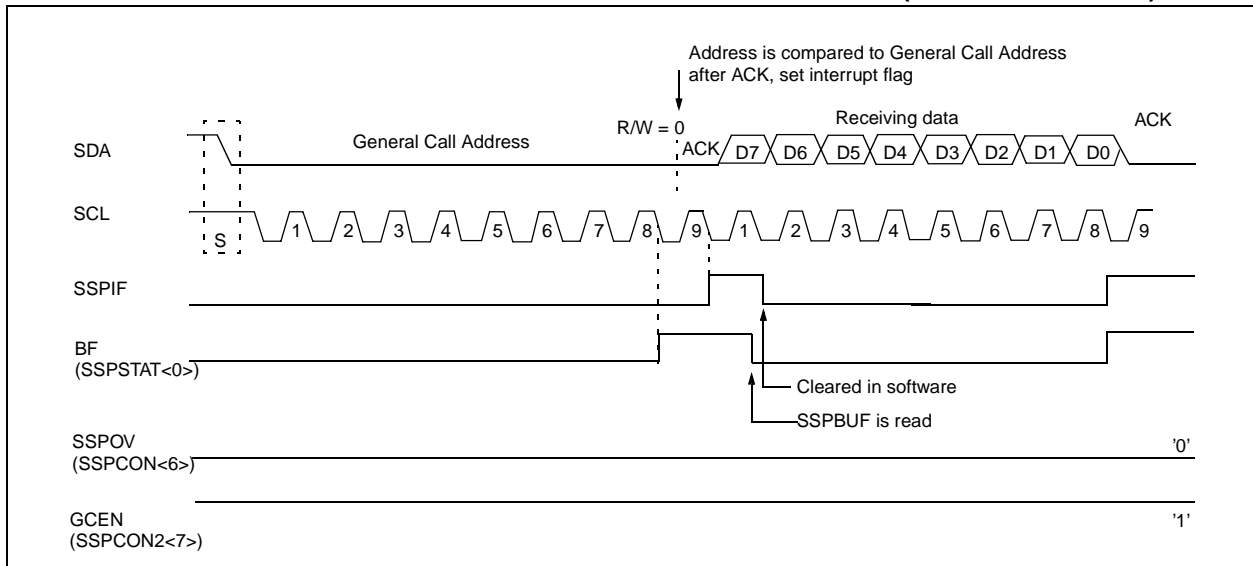 Address is compared to General Call Address
after ACK, set interrupt flag
R/W = 0
Receiving data
ACK
SDA
General Call Address
ACK
D7 D6 D5 D4 D3 D2 D1 D0
SCL
S
1 2 3 4 5 6 7 8 9 1 2 3 4 5 6 7 8 9
SSPIF
BF
(SSPSTAT<0>)
Cleared in software
SSPBUF is read
SSPOV
(SSPCON<6>)
'0'
GCEN
(SSPCON2<7>)
'1'